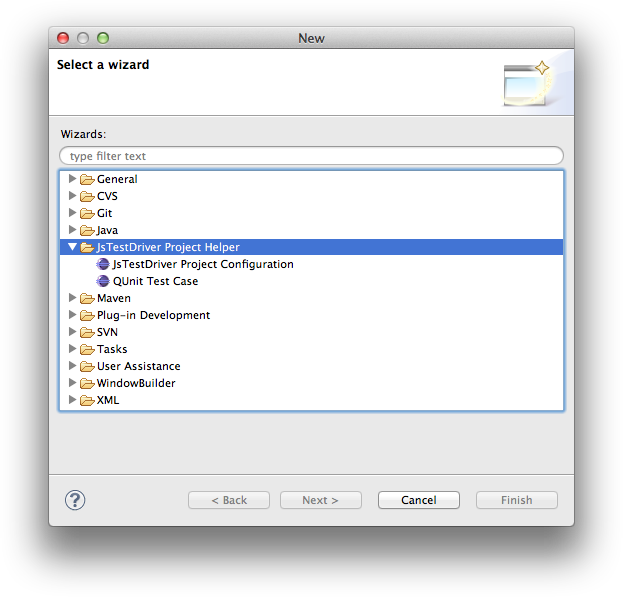 New
Select a wizard
Wizards:
type filter text
General
CVS
Git
Java
JsTestDriver Project Helper
JsTestDriver Project Configuration
QUnit Test Case
Maven
Plug-in Development
SVN
Tasks
User Assistance
WindowBuilder
XML
? < Back Next > Cancel Finish